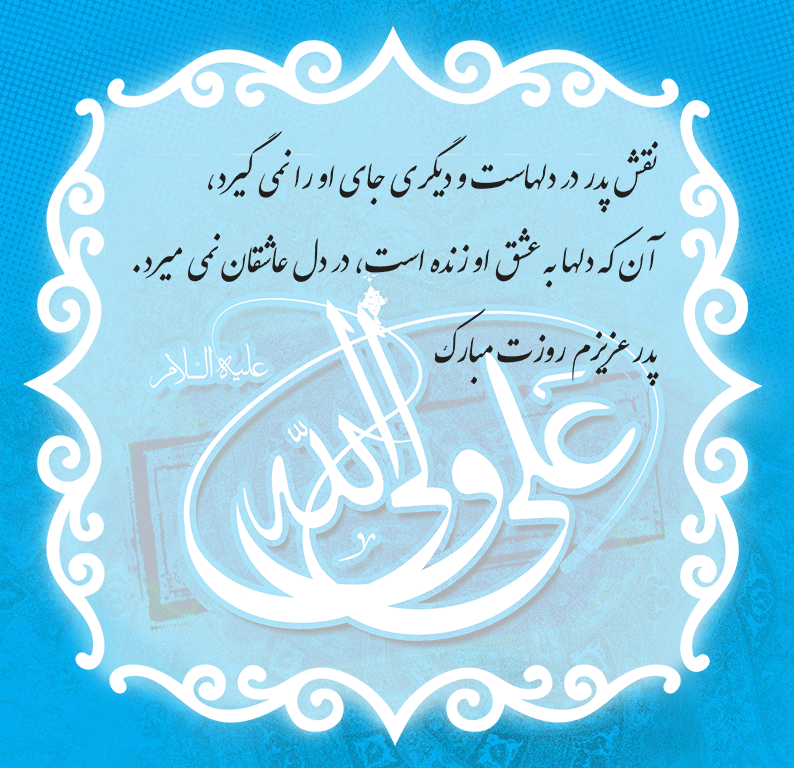 نقش پدر در دلهاست و دیگری جای او را نمی گیرد،
آن که دلها به عشق او زنده است، در دل عاشقان نمی میرد.
پدر عزیزم روزت مبارک
علیه السلام
علی ولی الله